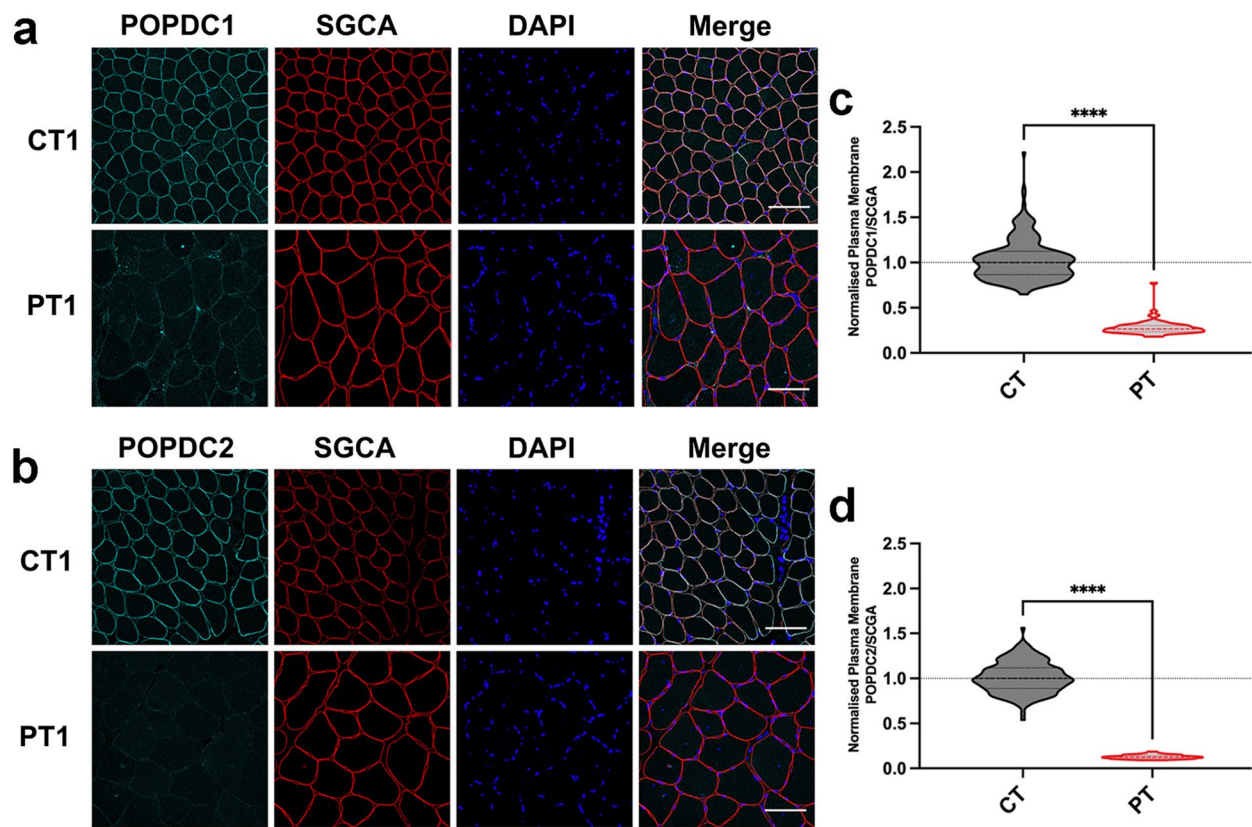 a
POPDC1 SGCA DAPI Merge
CT1
PT1
b
POPDC2 SGCA DAPI Merge
CT1
PT1
c
****
Normalised Plasma Membrane
POPDC1/SCGA
2.5
2.0
1.5
1.0
0.5
0.0
CT PT
d
****
Normalised Plasma Membrane
POPDC2/SCGA
2.5
2.0
1.5
1.0
0.5
0.0
CT PT